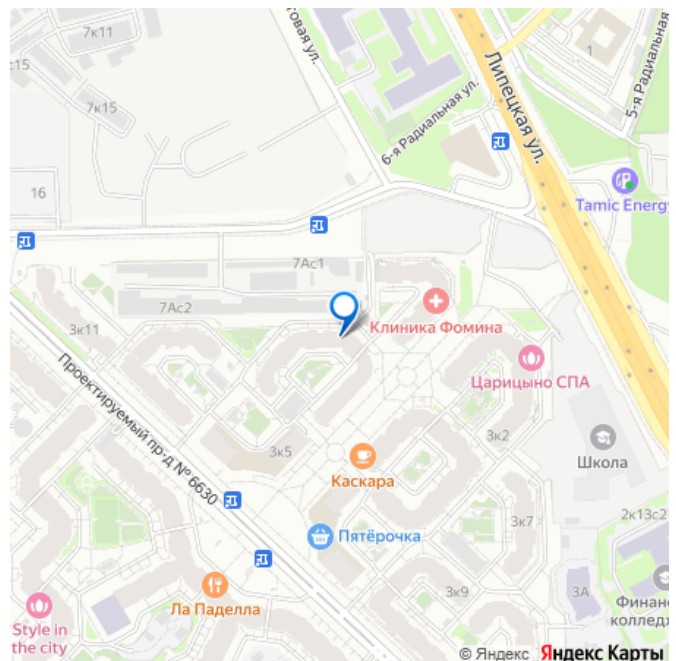 7к11
15
7к15
товая ул.
6-я Радиальная ул.
Липецкая ул.
1
5-я Радиальная
Tamic Energy
16
7Ас1
7Ас2
3к11
Клиника Фомина
Царицыно СПА
Проектируемый пр-д № 6630
3к5
Каскара
3к2
Школа
Пятёрочка
3к7
2к13с2
3к9
3А
Финанс
колледж
Ла Паделла
Style in
the city
© Яндекс Яндекс Карты